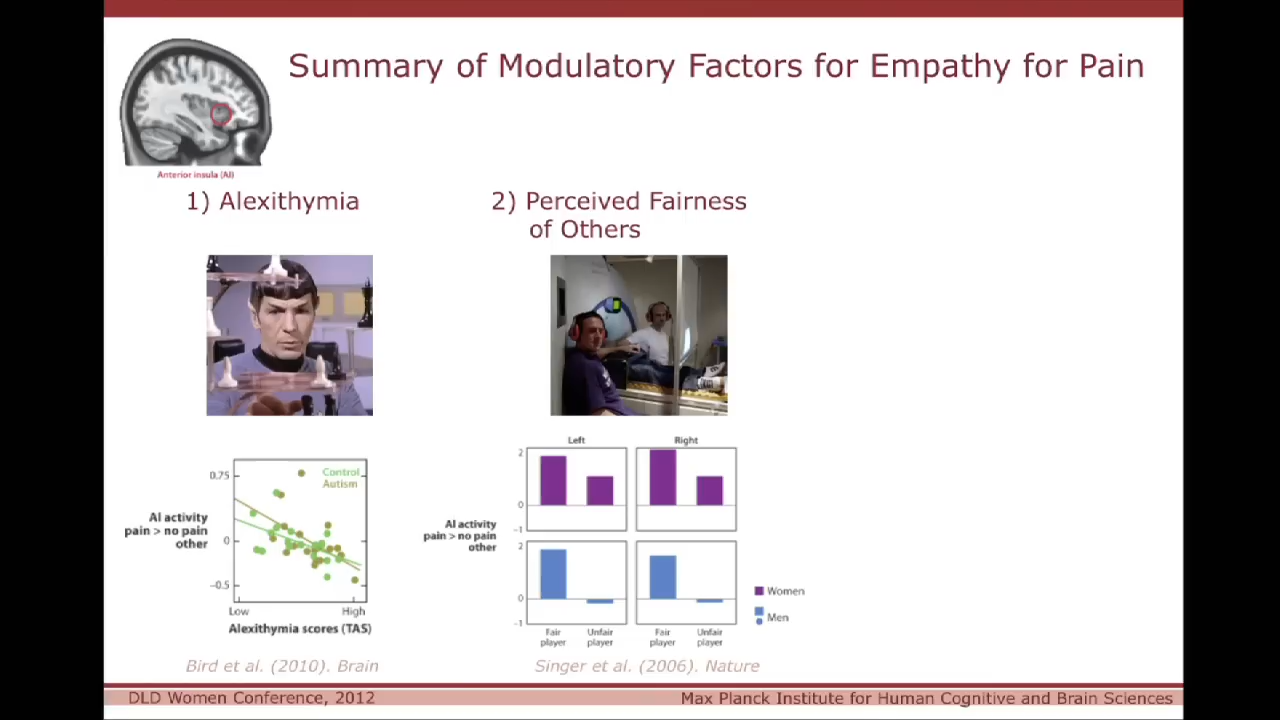 Summary of Modulatory Factors for Empathy for Pain
Anterior insula (AI)
1) Alexithymia
2) Perceived Fairness
of Others
0.75
0
-0.5
Control
Autism
AI activity
pain > no pain
other
Low
High
Alexithymia scores (TAS)
Bird et al. (2010). Brain
Left
Right
2
0
-1
2
0
-1
AI activity
pain > no pain
other
Fair
player
Unfair
player
Fair
player
Unfair
player
Women
Men
Singer et al. (2006). Nature
DLD Women Conference, 2012
Max Planck Institute for Human Cognitive and Brain Sciences